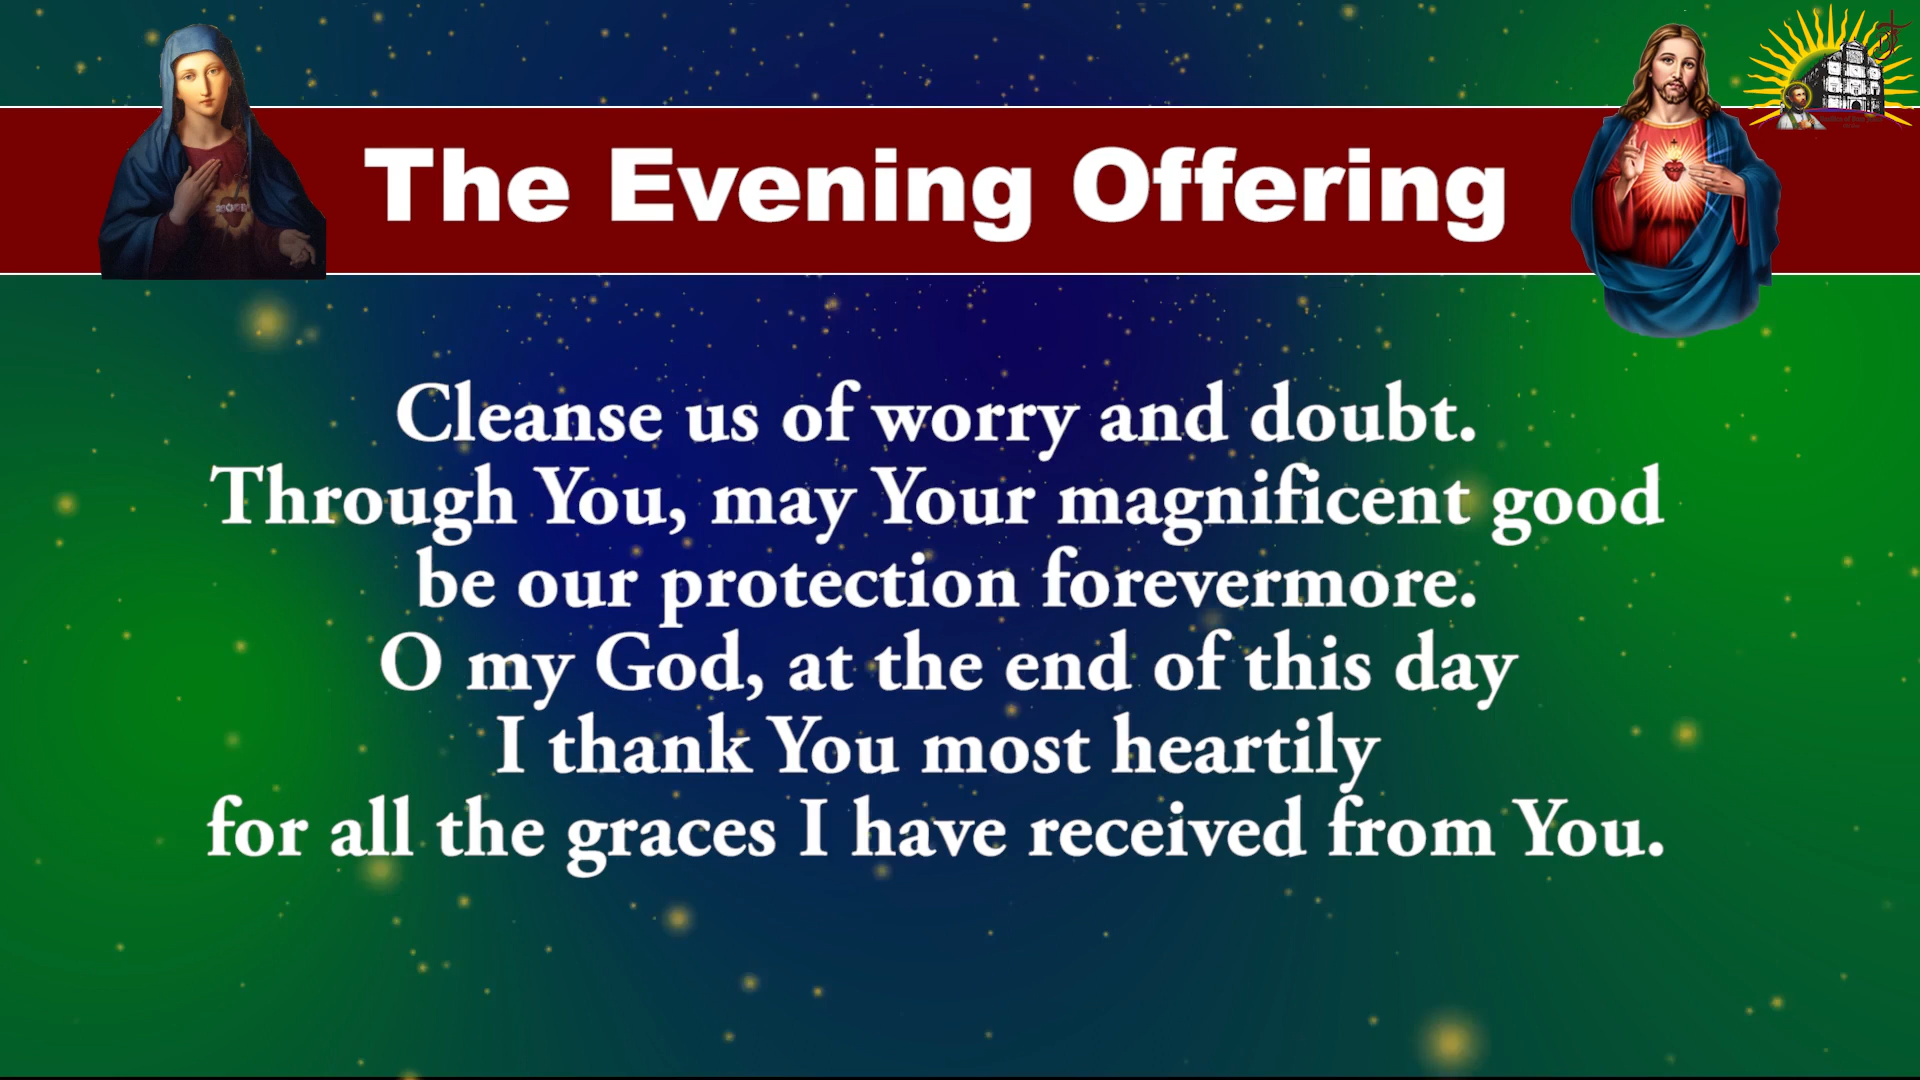 The Evening Offering
Cleanse us of worry and doubt.
Through You, may Your magnificent good
be our protection forevermore.
O my God, at the end of this day
I thank You most heartily
for all the graces I have received from You.